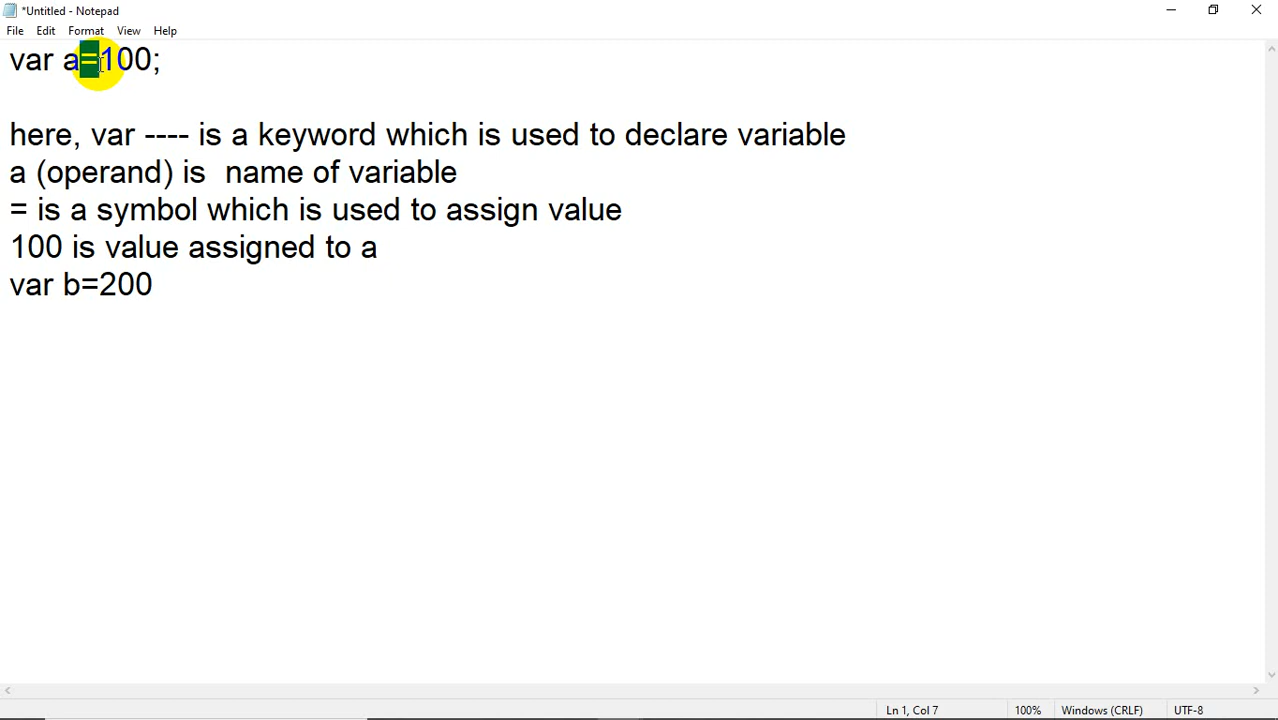 *Untitled - Notepad
File Edit Format View Help
var a=100;
here, var ---- is a keyword which is used to declare variable
a (operand) is  name of variable
= is a symbol which is used to assign value
100 is value assigned to a
var b=200
Ln 1, Col 7 100% Windows (CRLF) UTF-8